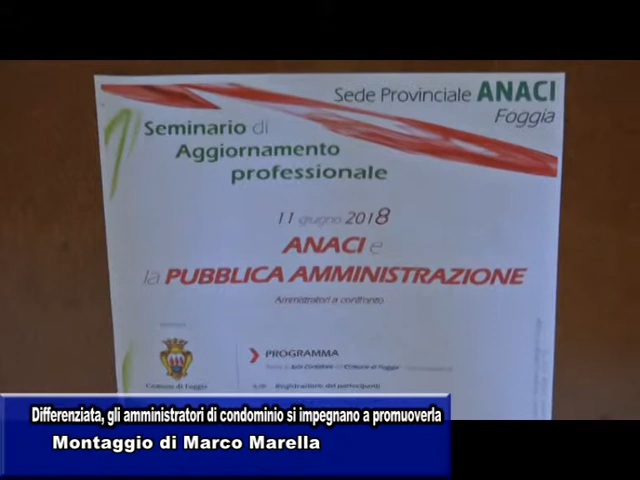 Sede Provinciale ANACI
Foggia
1° Seminario di
Aggiornamento
professionale
11 giugno 2018
ANACI e
la PUBBLICA AMMINISTRAZIONE
Amministratori a confronto
PROGRAMMA
Comune di Foggia
Registrazione dei partecipanti
Differenziata, gli amministratori di condominio si impegnano a promuoverla
Montaggio di Marco Marella